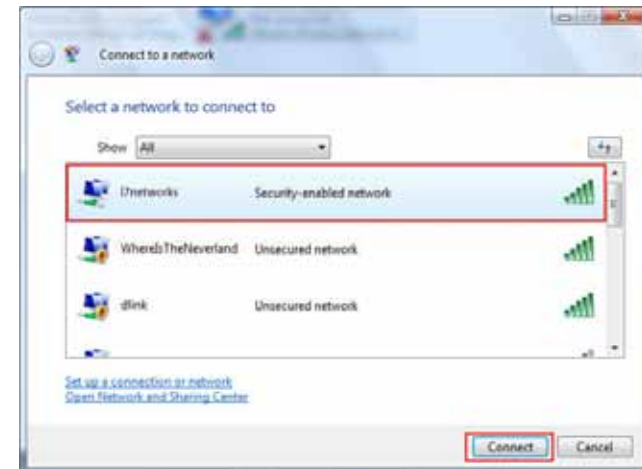 Connect to a network
Select a network to connect to
Show All
l7networks Security-enabled network
WhereIsTheNeverland Unsecured network
dlink Unsecured network
Set up a connection or network
Open Network and Sharing Center
Connect Cancel